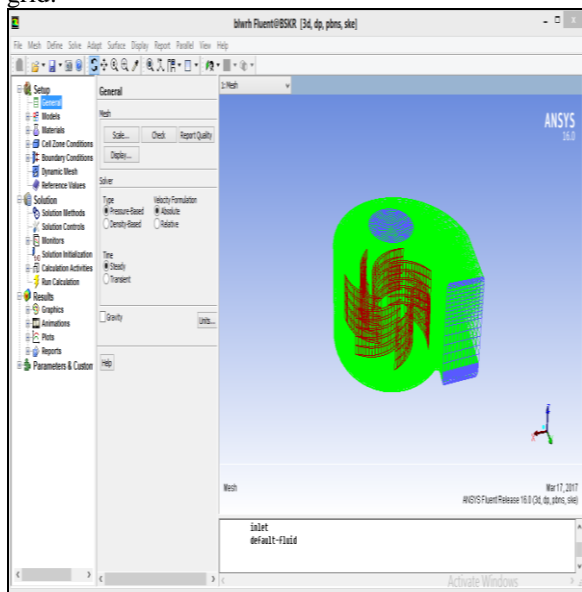 grid.
blwrh Fluent@BSKR [3d, dp, pbns, ske]
File Mesh Define Solve Adapt Surface Display Report Parallel View Help
Setup
General
Models
Materials
Cell Zone Conditions
Boundary Conditions
Dynamic Mesh
Reference Values
Solution
Solution Methods
Solution Controls
Monitors
Solution Initialization
Calculation Activities
Run Calculation
Results
Graphics
Animations
Plots
Reports
Parameters & Custom
General
Mesh
Scale... Check Report Quality
Display...
Solver
Type Velocity Formulation
Pressure-Based Absolute
Density-Based Relative
Time
Steady
Transient
Gravity Units...
Help
1: Mesh
ANSYS
16.0
Mesh Mar 17, 2017
ANSYS Fluent Release 16.0 (3d, dp, pbns, ske)
inlet
default-fluid
Activate Windows